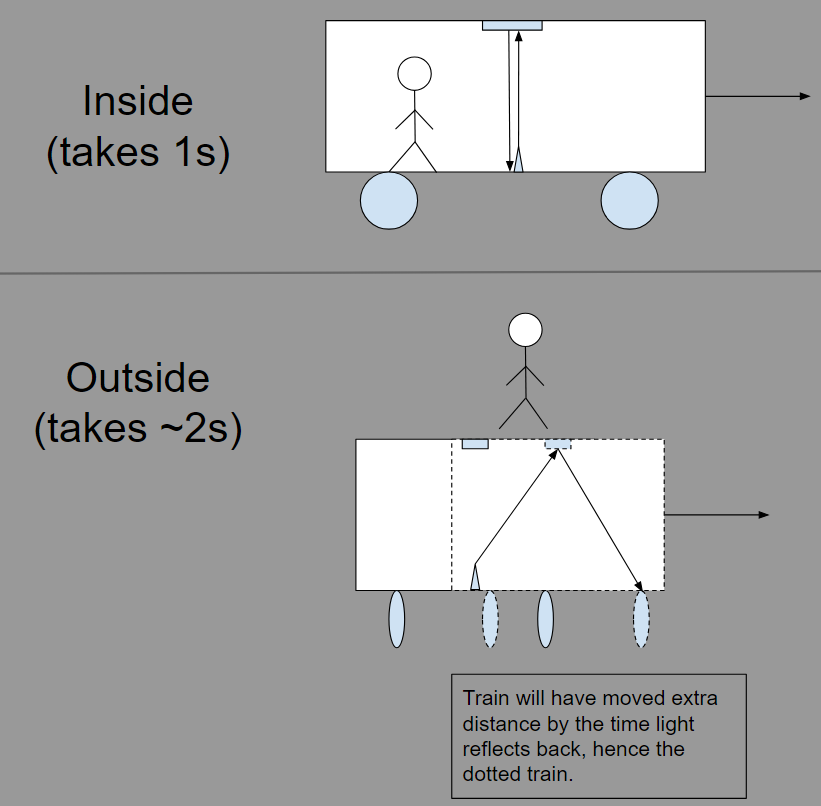 Inside
(takes 1s)
Outside
(takes ~2s)
Train will have moved extra
distance by the time light
reflects back, hence the
dotted train.